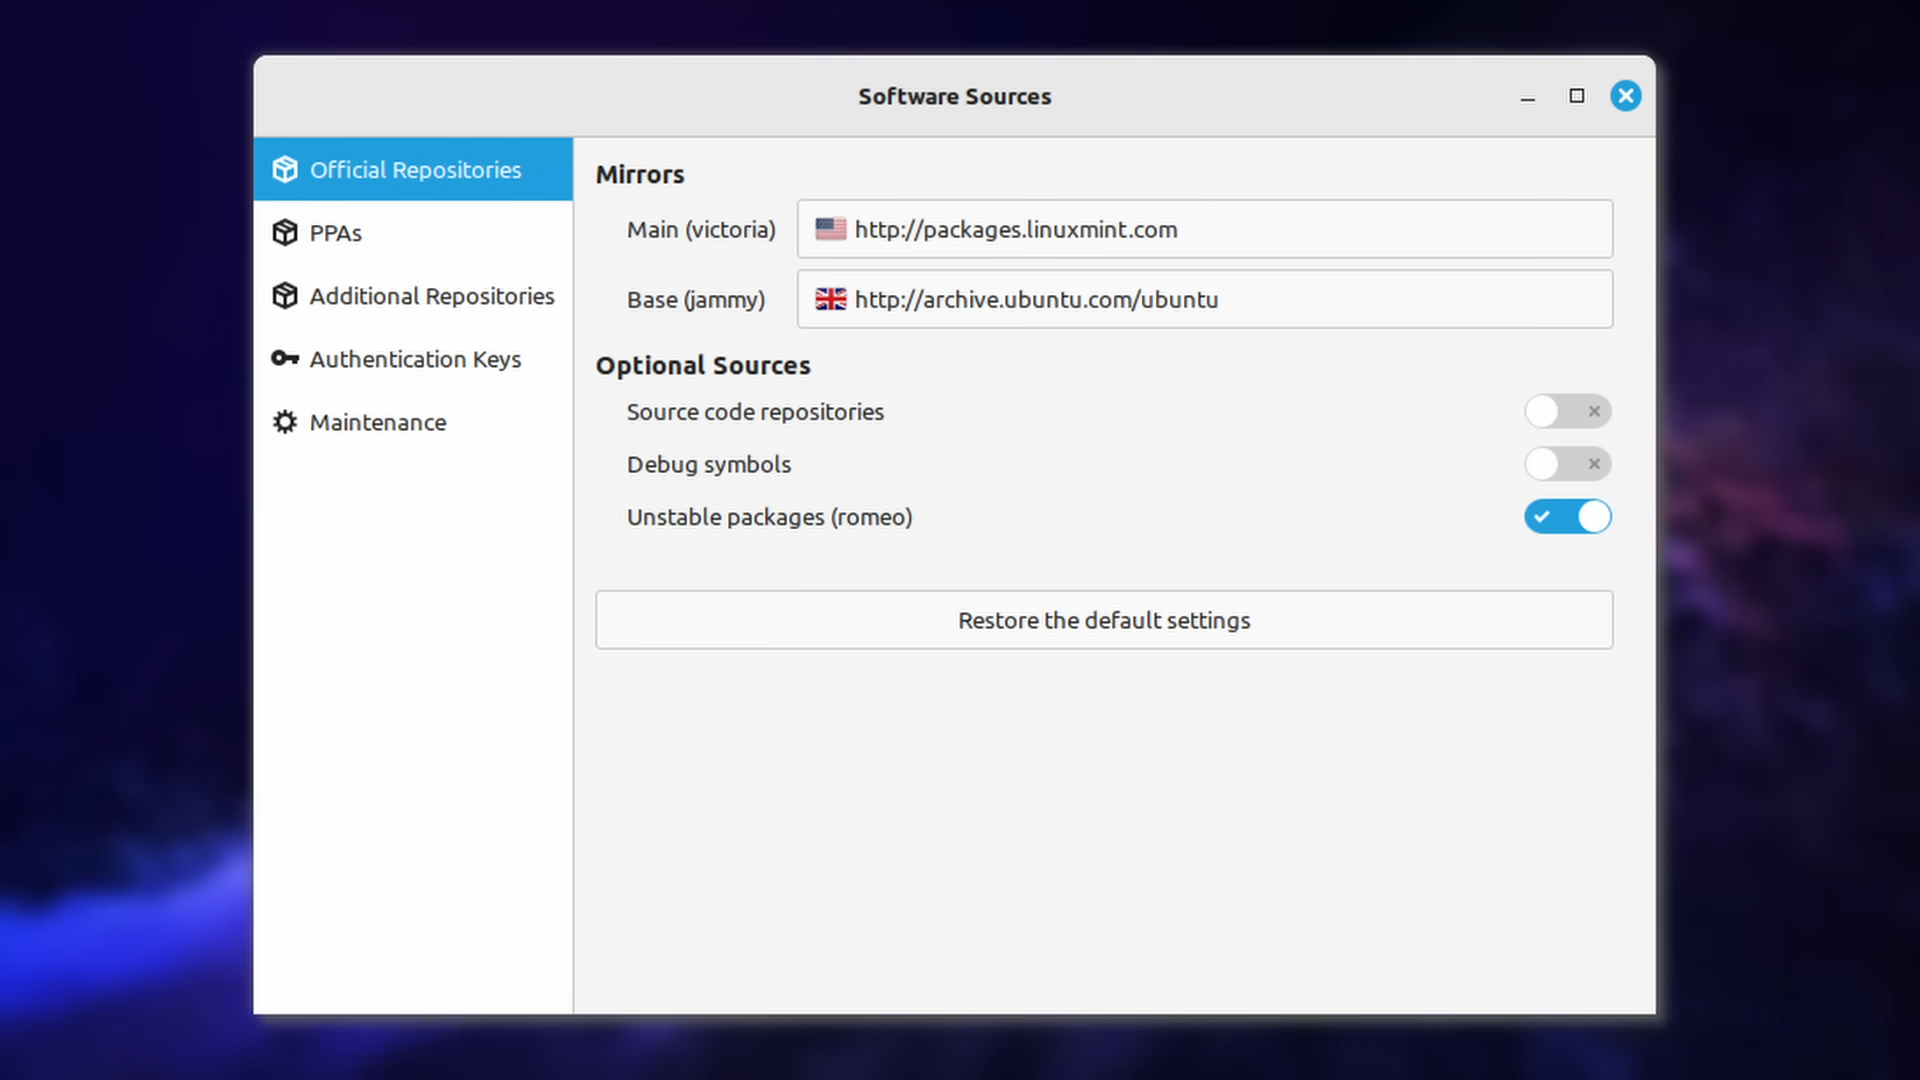 Software Sources
Official Repositories
PPAs
Additional Repositories
Authentication Keys
Maintenance
Mirrors
Main (victoria) http://packages.linuxmint.com
Base (jammy) http://archive.ubuntu.com/ubuntu
Optional Sources
Source code repositories
Debug symbols
Unstable packages (romeo)
Restore the default settings